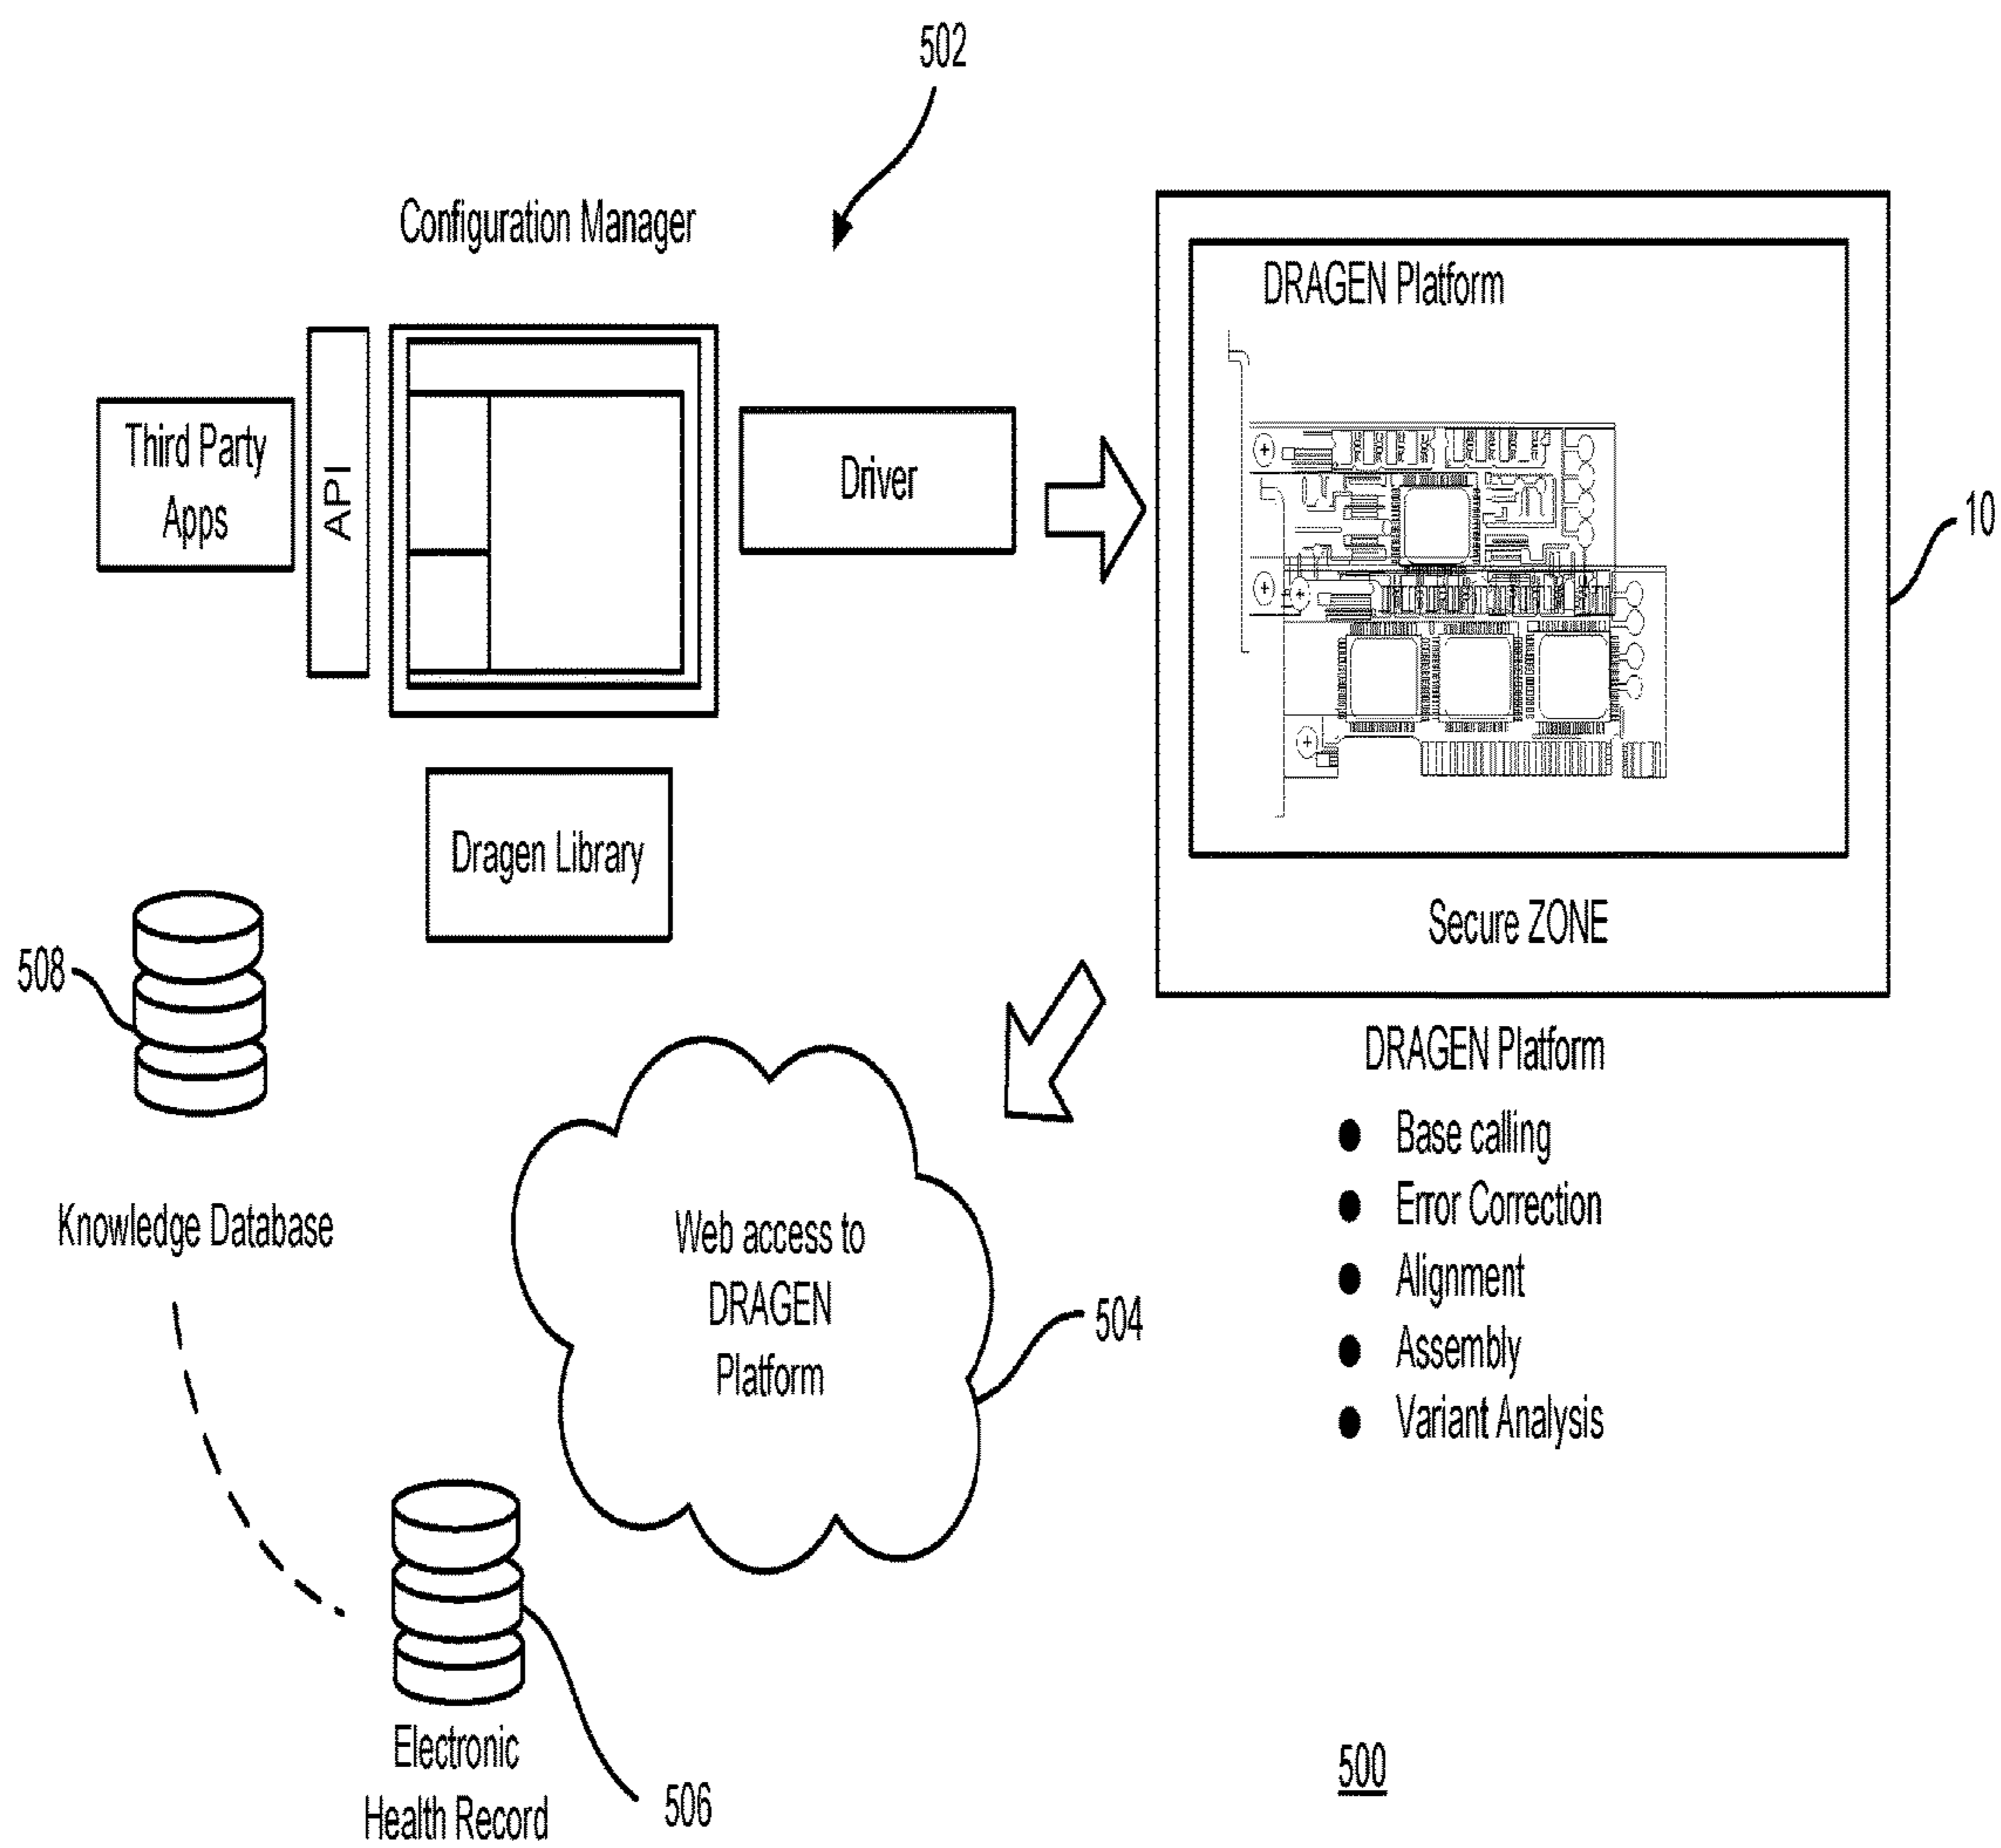 502
Configuration Manager
DRAGEN Platform
Third Party
Apps
API
Driver
10
Dragen Library
Secure ZONE
508
DRAGEN Platform
● Base calling
● Error Correction
● Alignment
● Assembly
● Variant Analysis
Knowledge Database
Web access to
DRAGEN
Platform
504
Electronic
Health Record
506
500